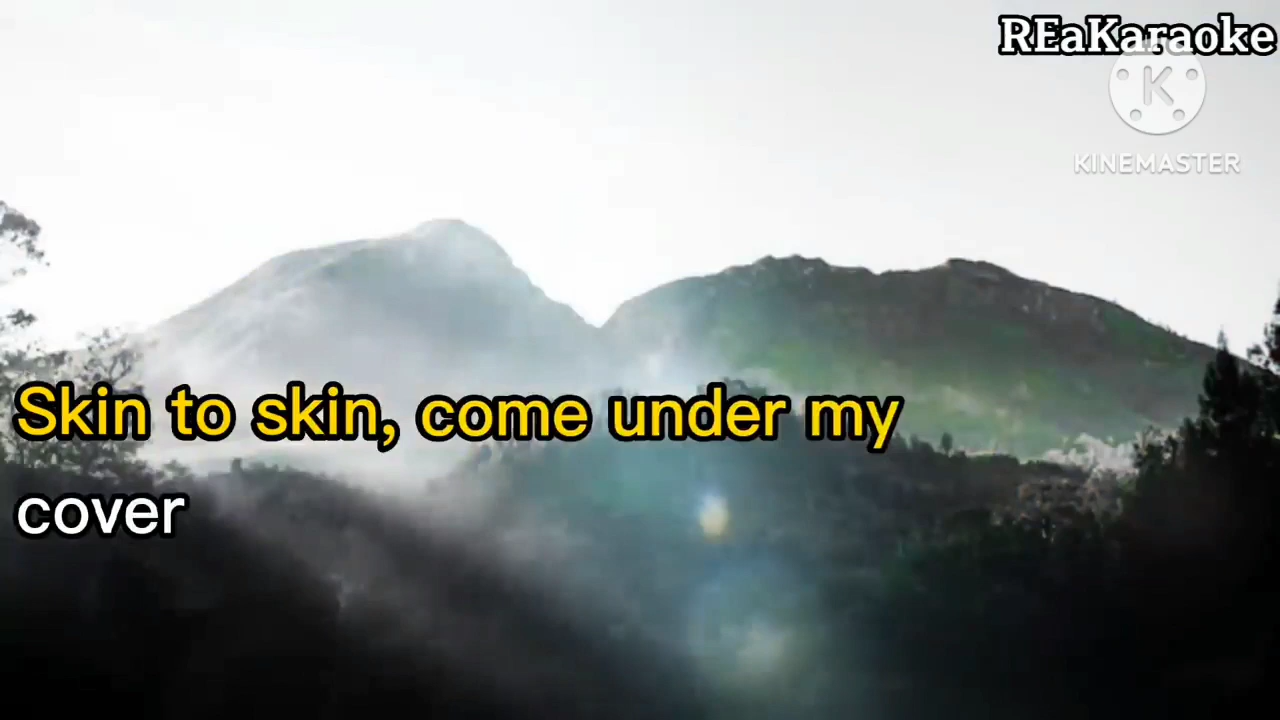 REaKaraoke
K
KINEMASTER
Skin to skin, come under my
cover